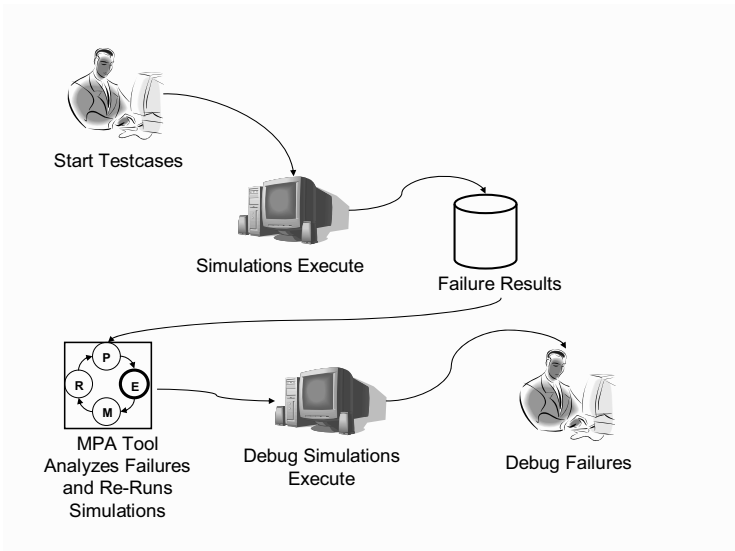 Start Testcases
Simulations Execute
Failure Results
P
R
E
M
MPA Tool
Analyzes Failures
and Re-Runs
Simulations
Debug Simulations
Execute
Debug Failures